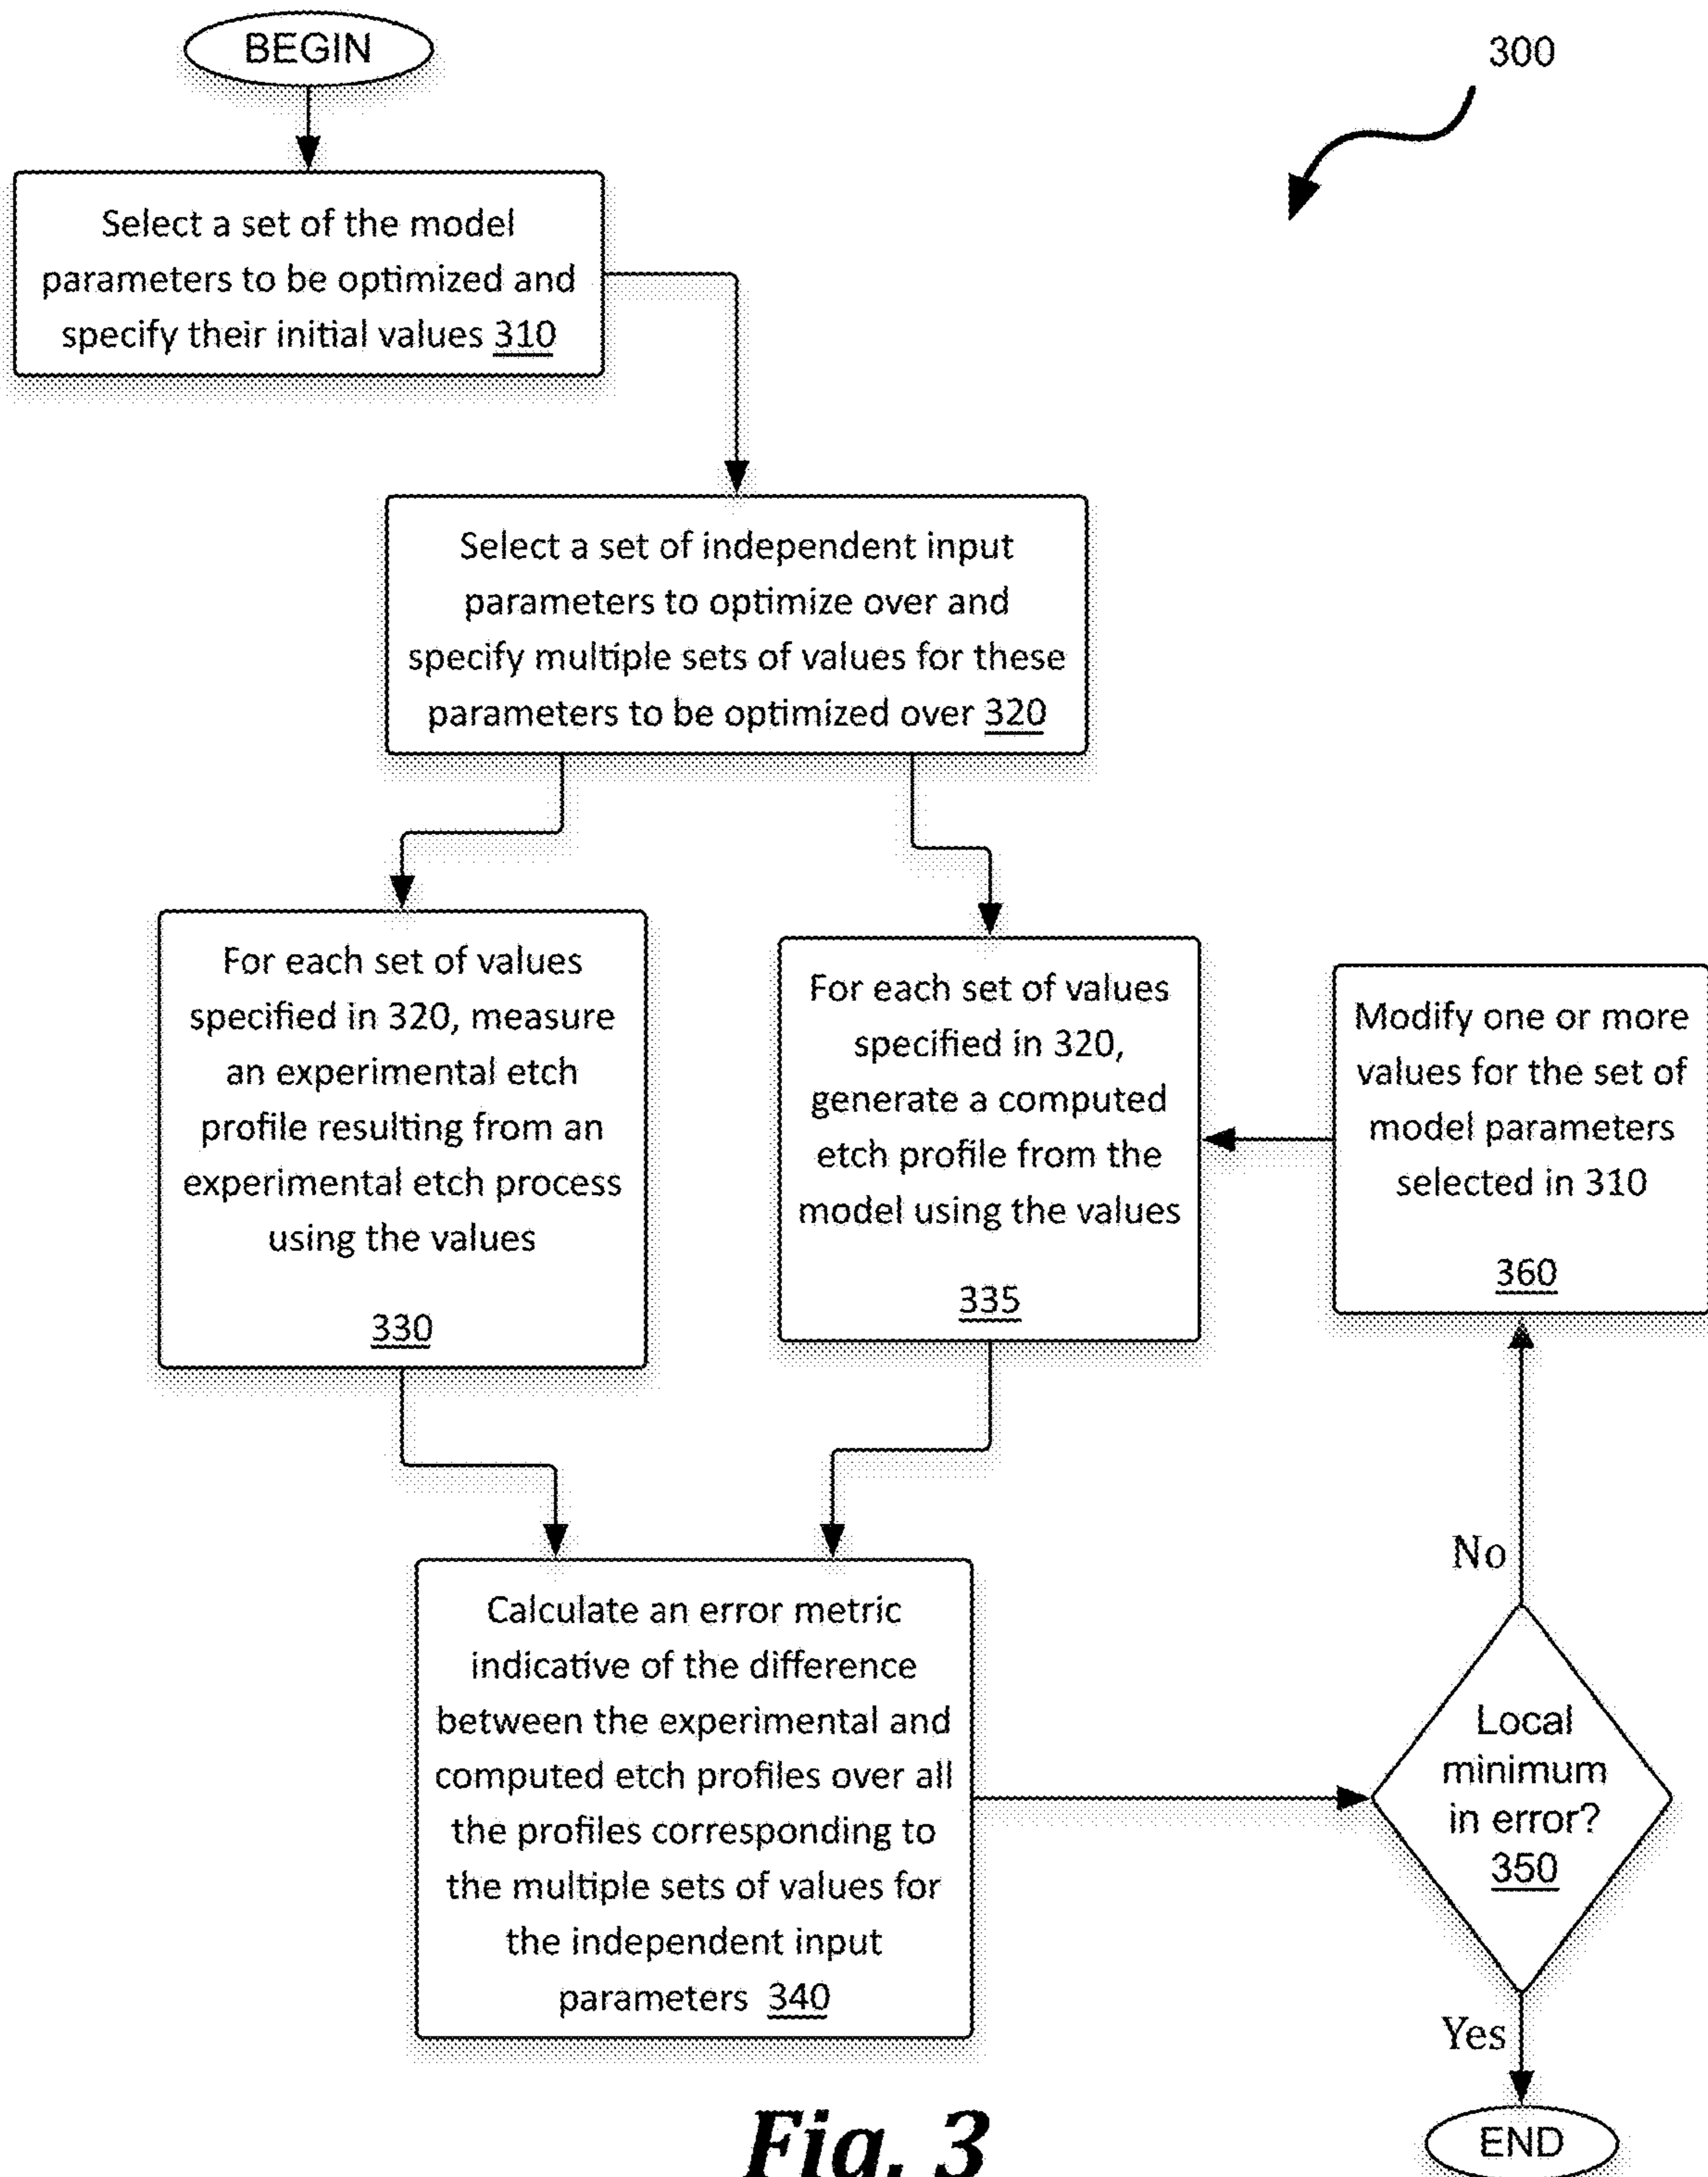 BEGIN
300
Select a set of the model
parameters to be optimized and
specify their initial values 310
Select a set of independent input
parameters to optimize over and
specify multiple sets of values for these
parameters to be optimized over 320
For each set of values
specified in 320, measure
an experimental etch
profile resulting from an
experimental etch process
using the values
330
For each set of values
specified in 320,
generate a computed
etch profile from the
model using the values
335
Modify one or more
values for the set of
model parameters
selected in 310
360
Calculate an error metric
indicative of the difference
between the experimental and
computed etch profiles over all
the profiles corresponding to
the multiple sets of values for
the independent input
parameters 340
No
Local
minimum
in error?
350
Yes
END
Fig. 3